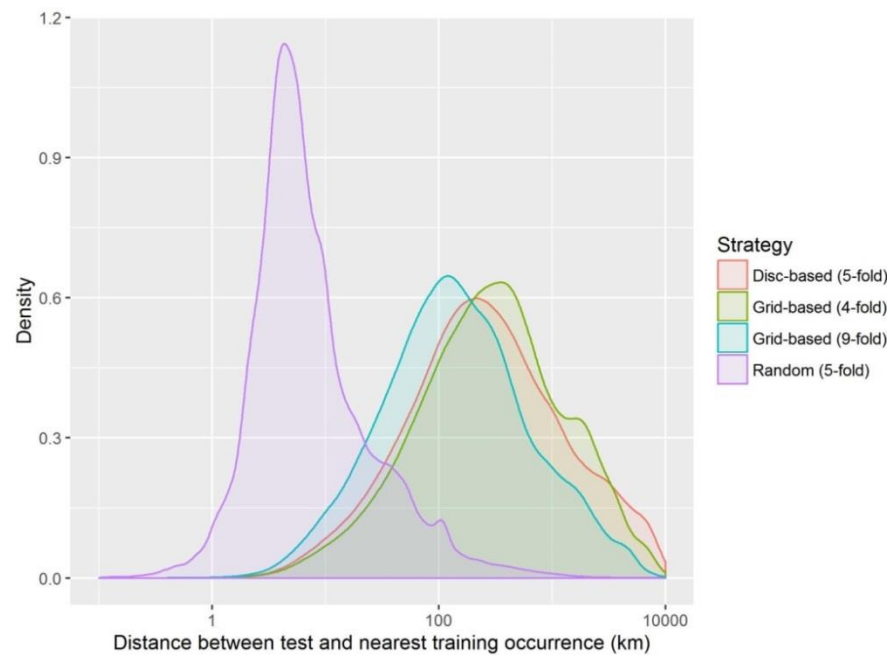 1.2
0.9
0.6
0.3
0.0
Density
1
100
10000
Distance between test and nearest training occurrence (km)
Strategy
Disc-based (5-fold)
Grid-based (4-fold)
Grid-based (9-fold)
Random (5-fold)